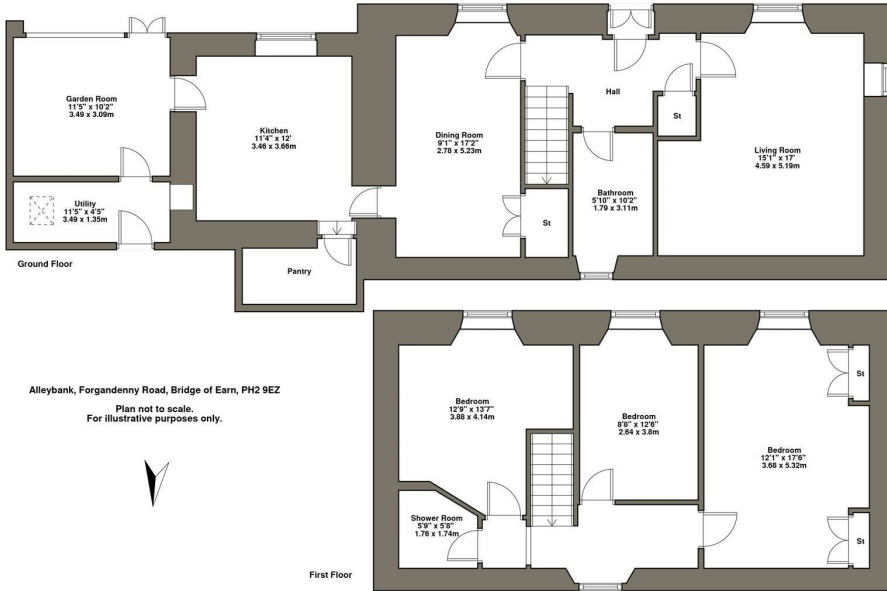 Garden Room
11'5" x 10'2"
3.49 x 3.09m
Kitchen
11'4" x 12'
3.46 x 3.66m
Dining Room
9'1" x 17'2"
2.78 x 5.23m
Hall
St
Living Room
15'1" x 17'
4.59 x 5.19m
Utility
11'5" x 4'5"
3.49 x 1.35m
Bathroom
5'10" x 10'2"
1.79 x 3.11m
St
Pantry
Ground Floor
Alleybank, Forgandenny Road, Bridge of Earn, PH2 9EZ
Plan not to scale.
For illustrative purposes only.
Bedroom
12'9" x 13'7"
3.88 x 4.14m
Bedroom
8'8" x 12'6"
2.64 x 3.8m
St
Bedroom
12'1" x 17'6"
3.68 x 5.32m
Shower Room
5'9" x 5'8"
1.76 x 1.74m
St
First Floor